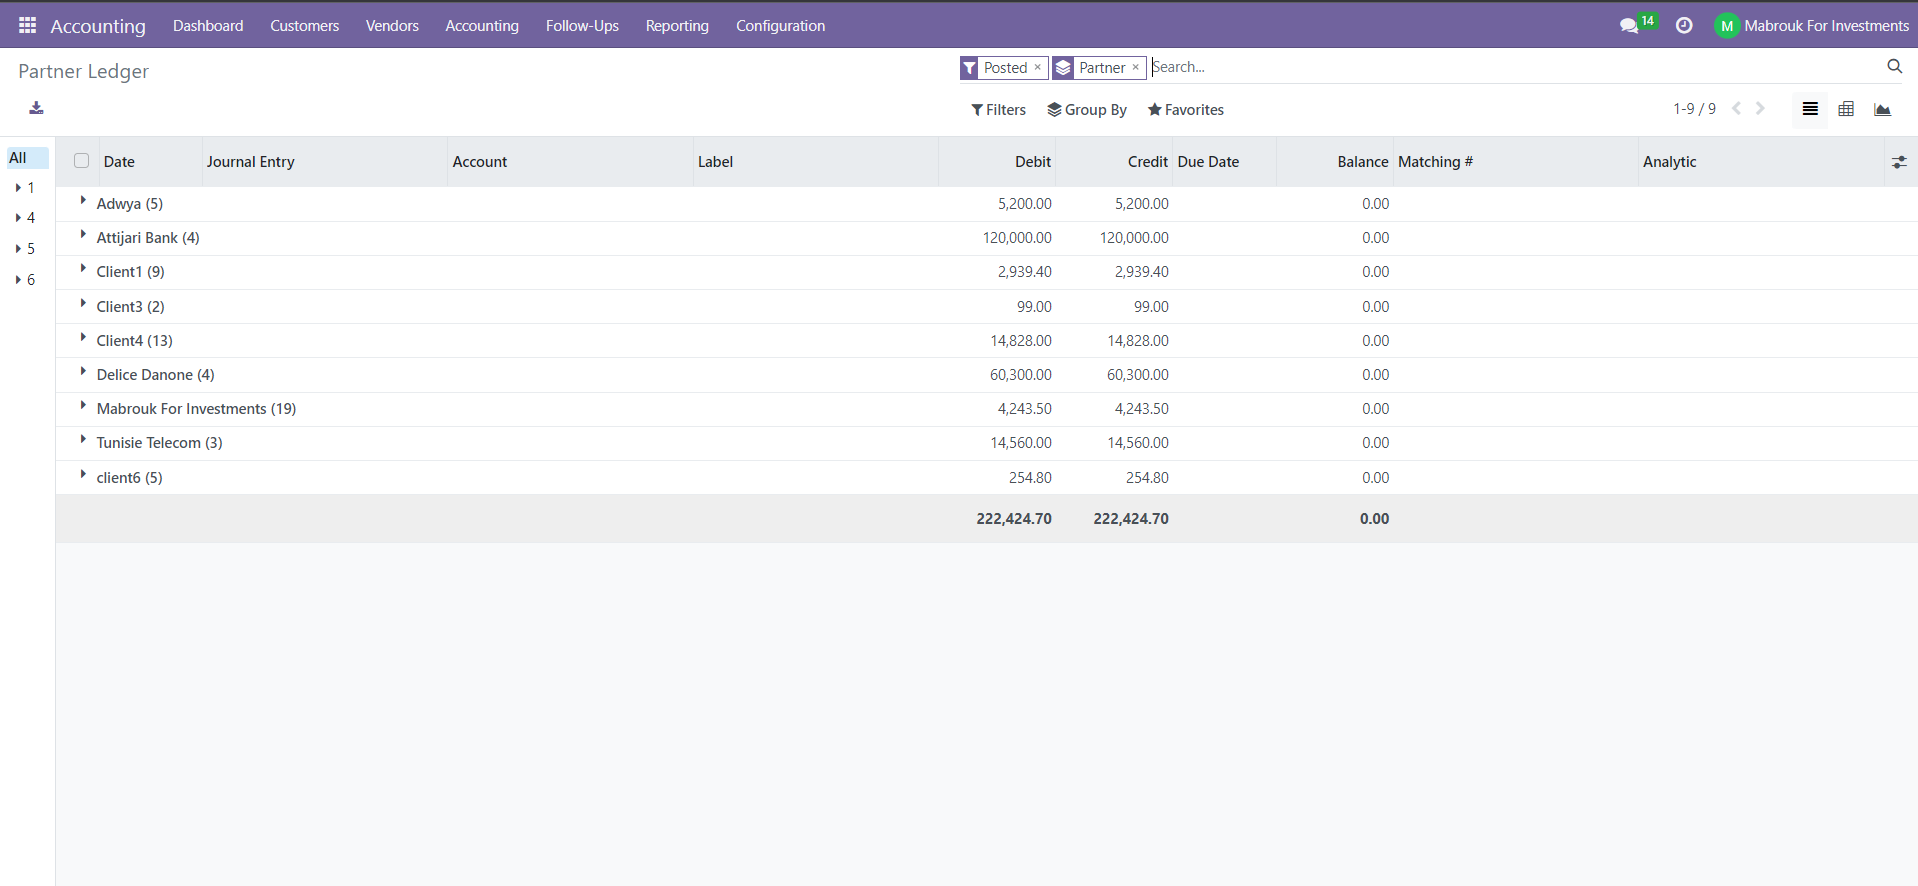 Accounting Dashboard Customers Vendors Accounting Follow-Ups Reporting Configuration 14 M Mabrouk For Investments
Partner Ledger Posted × Partner × Search...
Filters Group By Favorites 1-9 / 9
All
1
4
5
6
Date Journal Entry Account Label Debit Credit Due Date Balance Matching # Analytic
Adwya (5) 5,200.00 5,200.00 0.00
Attijari Bank (4) 120,000.00 120,000.00 0.00
Client1 (9) 2,939.40 2,939.40 0.00
Client3 (2) 99.00 99.00 0.00
Client4 (13) 14,828.00 14,828.00 0.00
Delice Danone (4) 60,300.00 60,300.00 0.00
Mabrouk For Investments (19) 4,243.50 4,243.50 0.00
Tunisie Telecom (3) 14,560.00 14,560.00 0.00
client6 (5) 254.80 254.80 0.00
222,424.70 222,424.70 0.00